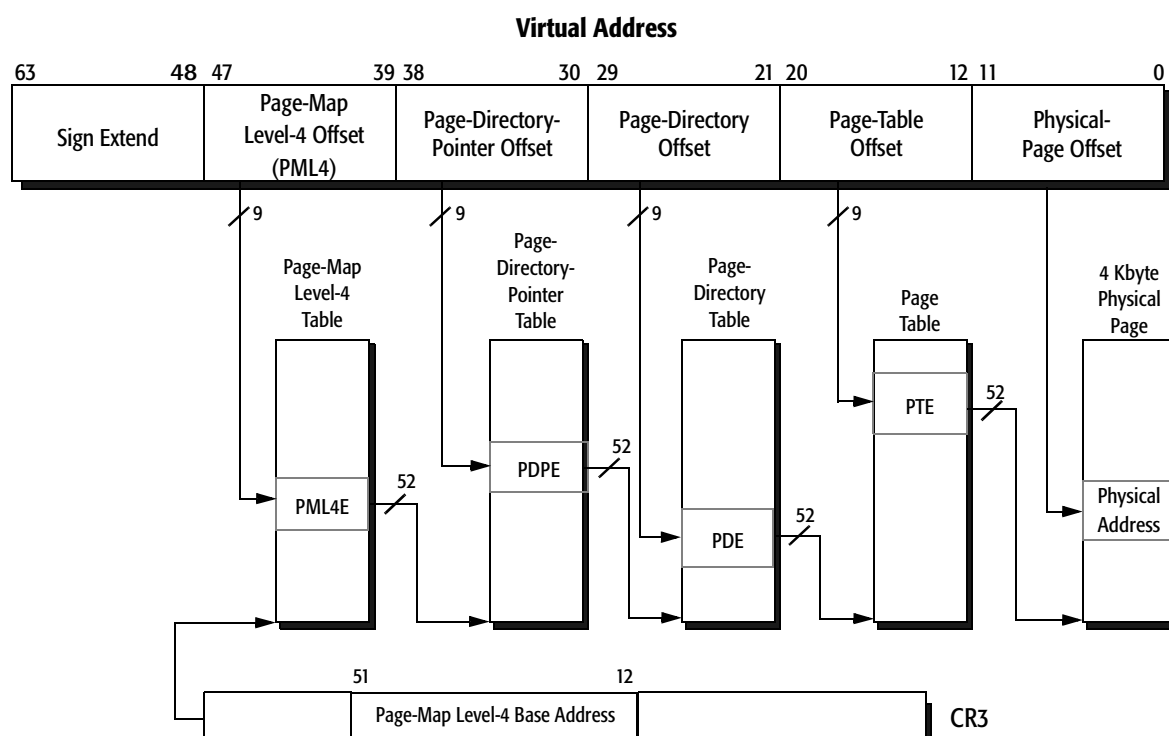 Virtual Address
63 48 47 39 38 30 29 21 20 12 11 0
Sign Extend
Page-Map
Level-4 Offset
(PML4)
Page-Directory-
Pointer Offset
Page-Directory
Offset
Page-Table
Offset
Physical-
Page Offset
9 9 9 9
Page-Map
Level-4
Table
Page-
Directory-
Pointer
Table
Page-
Directory
Table
Page
Table
4 Kbyte
Physical
Page
PML4E
52
PDPE
52
PDE
52
PTE
52
Physical
Address
51 12
Page-Map Level-4 Base Address
CR3